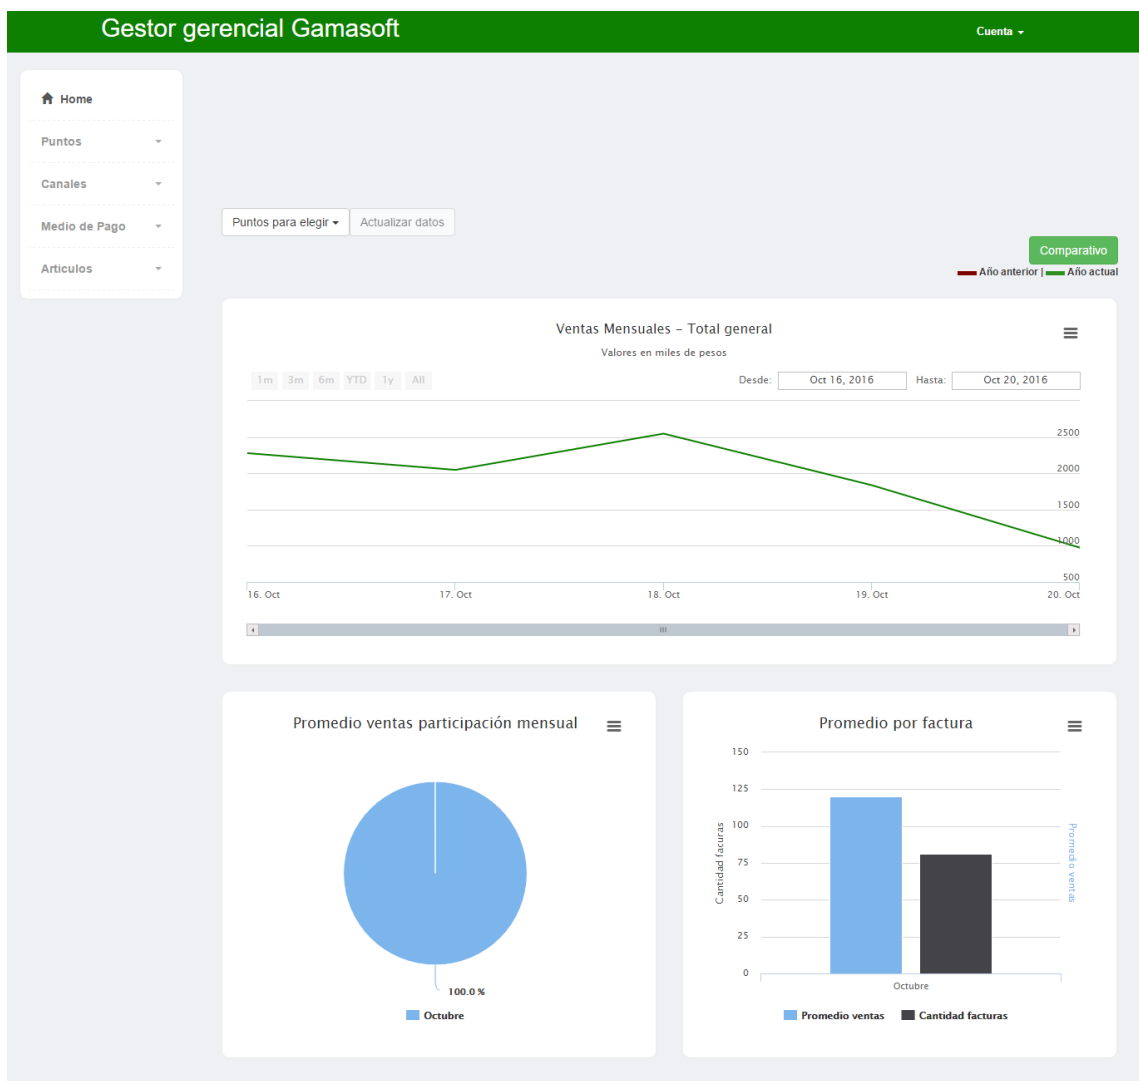 Gestor gerencial Gamasoft
Cuenta
Home
Puntos
Canales
Medio de Pago
Articulos
Puntos para elegir
Actualizar datos
Comparativo
Año anterior | Año actual
Ventas Mensuales – Total general
Valores en miles de pesos
1m 3m 6m YTD 1y All
Desde: Oct 16, 2016 Hasta: Oct 20, 2016
2500
2000
1500
1000
500
16. Oct 17. Oct 18. Oct 19. Oct 20. Oct
Promedio ventas participación mensual
100.0 %
Octubre
Promedio por factura
150
125
100
75
50
25
0
Cantidad facturas
Promedio ventas
Octubre
Promedio ventas Cantidad facturas